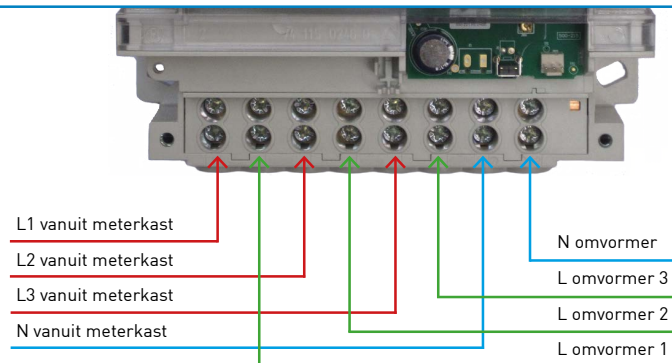 L1 vanuit meterkast
L2 vanuit meterkast
L3 vanuit meterkast
N vanuit meterkast
N omvormer
L omvormer 3
L omvormer 2
L omvormer 1